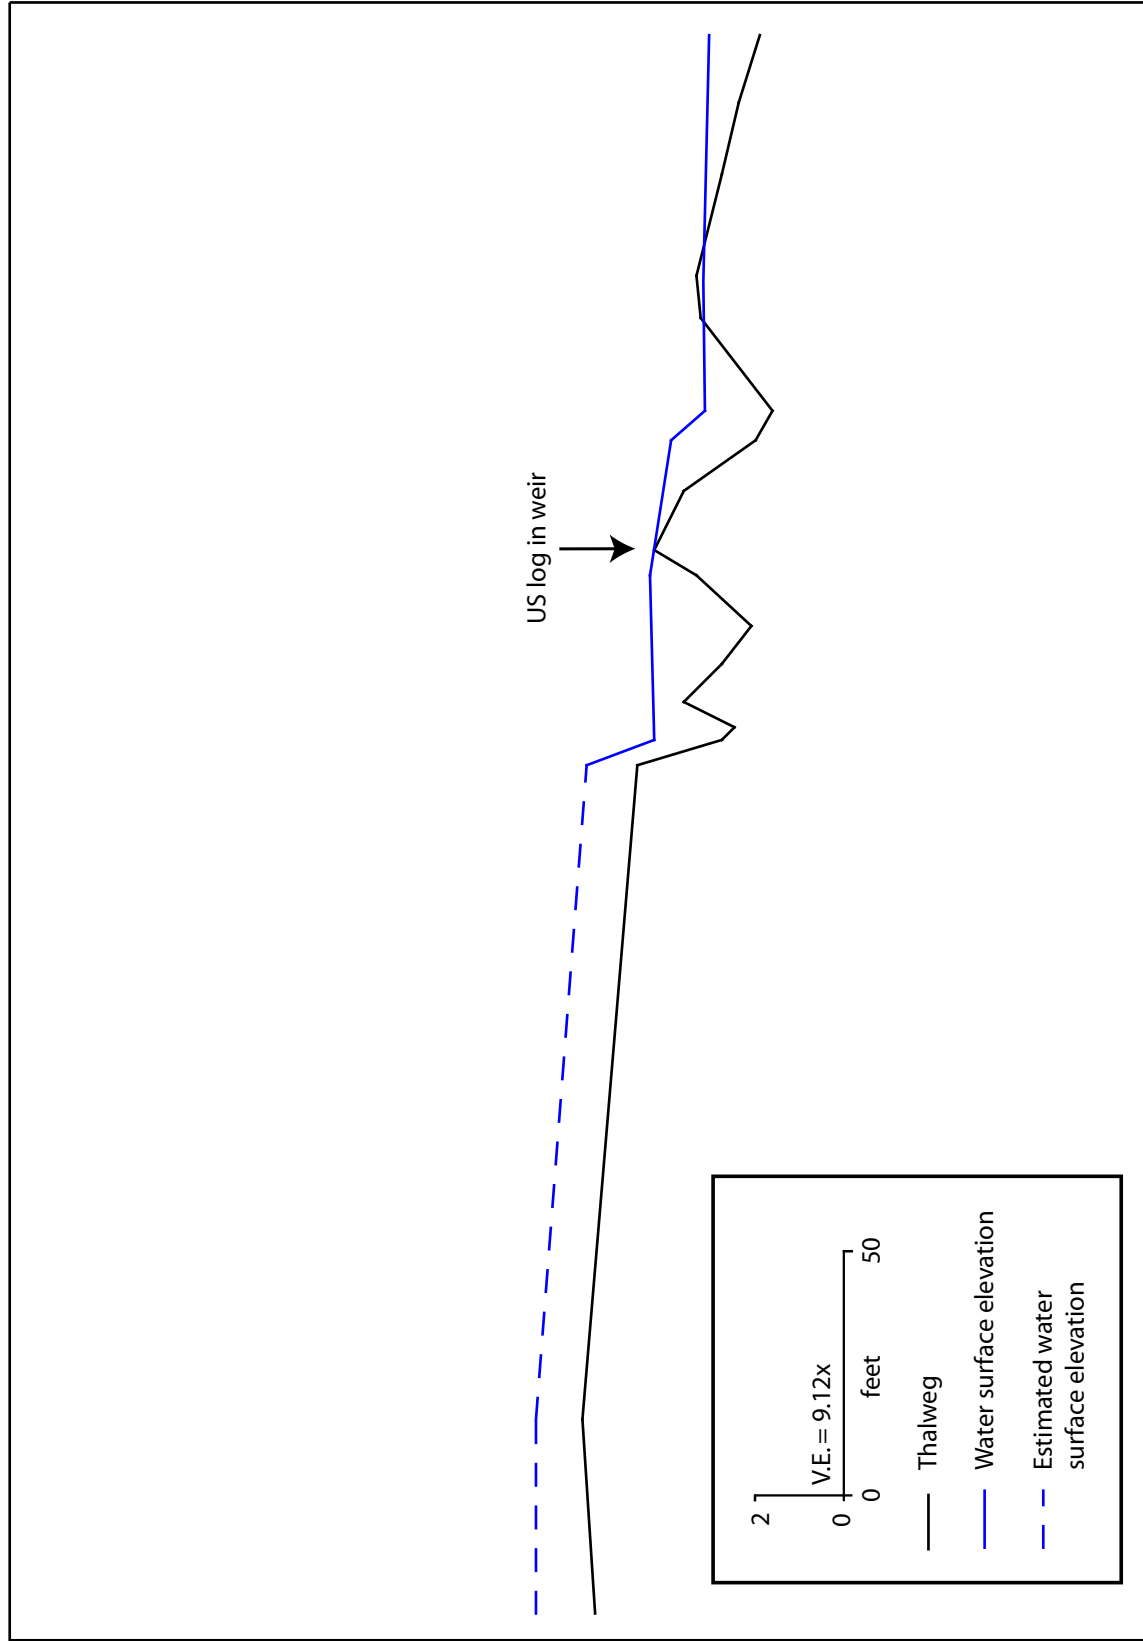 US log in weir
2
0
V.E. = 9.12x
0
50
feet
Thalweg
Water surface elevation
Estimated water
surface elevation